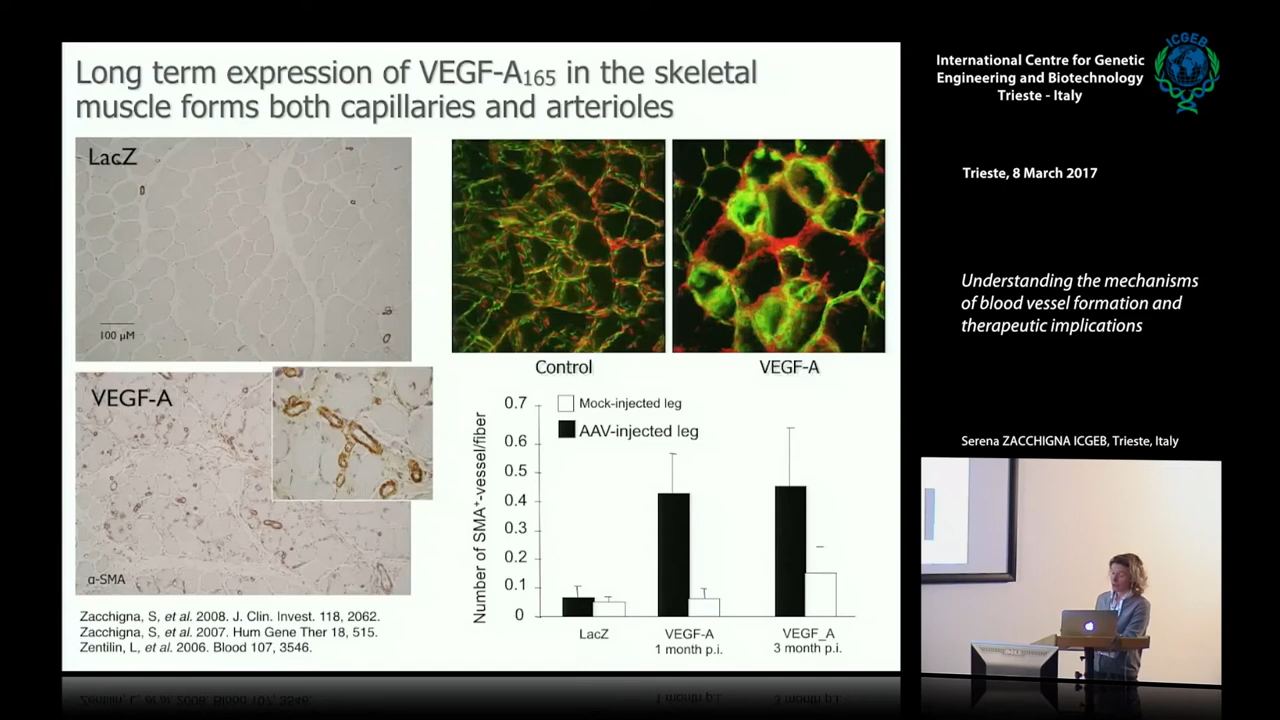 Long term expression of VEGF-A165 in the skeletal
muscle forms both capillaries and arterioles
LacZ
100 µM
VEGF-A
α-SMA
Control
VEGF-A
Mock-injected leg
AAV-injected leg
Number of SMA+-vessel/fiber
0.7
0.6
0.5
0.4
0.3
0.2
0.1
0
LacZ
VEGF-A
1 month p.i.
VEGF_A
3 month p.i.
Zacchigna, S, et al. 2008. J. Clin. Invest. 118, 2062.
Zacchigna, S, et al. 2007. Hum Gene Ther 18, 515.
Zentilin, L, et al. 2006. Blood 107, 3546.
International Centre for Genetic
Engineering and Biotechnology
Trieste - Italy
ICGEB
Trieste, 8 March 2017
Understanding the mechanisms
of blood vessel formation and
therapeutic implications
Serena ZACCHIGNA ICGEB, Trieste, Italy